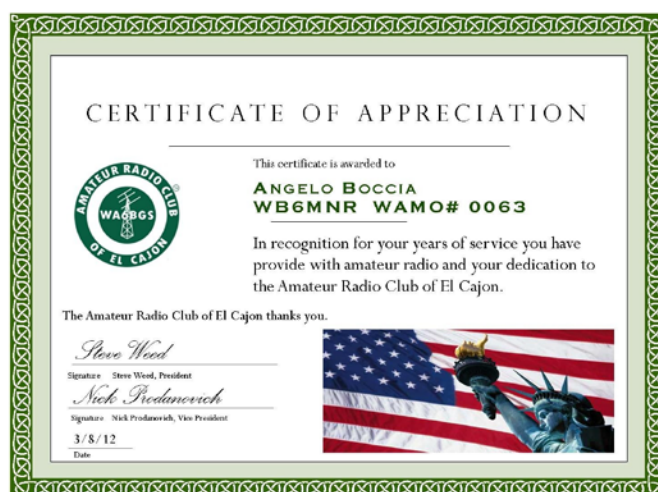 CERTIFICATE OF APPRECIATION
This certificate is awarded to
ANGELO BOCCIA
WB6MNR WAMO# 0063
In recognition for your years of service you have
provide with amateur radio and your dedication to
the Amateur Radio Club of El Cajon.
AMATEUR RADIO CLUB
®
WA6BGS
OF EL CAJON
The Amateur Radio Club of El Cajon thanks you.
Steve Weed
Signature Steve Weed, President
Nick Prodanovich
Signature Nick Prodanovich, Vice President
3/8/12
Date